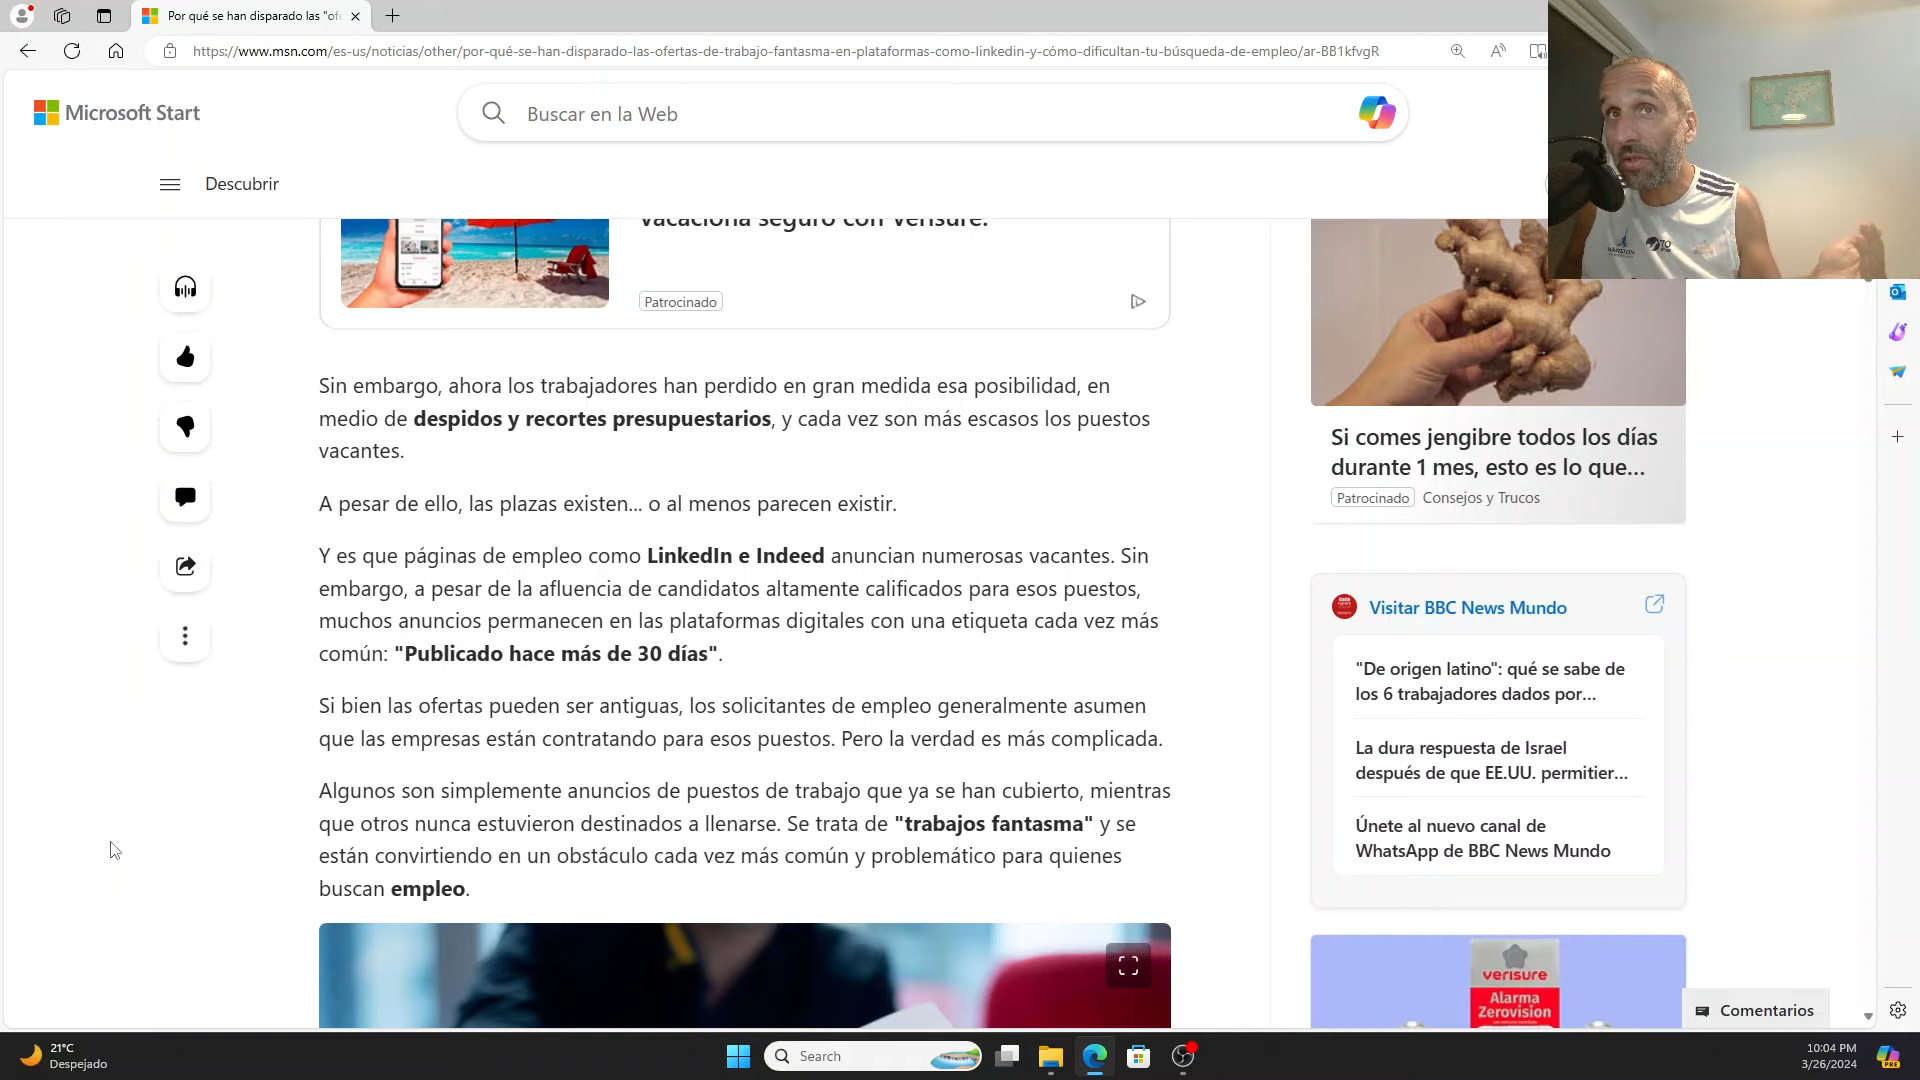 Por qué se han disparado las "ofe
https://www.msn.com/es-us/noticias/other/por-qué-se-han-disparado-las-ofertas-de-trabajo-fantasma-en-plataformas-como-linkedin-y-cómo-dificultan-tu-búsqueda-de-empleo/ar-BB1kfvgR
Microsoft Start
Buscar en la Web
Descubrir
vacaciona seguro con Verisure.
Patrocinado
Sin embargo, ahora los trabajadores han perdido en gran medida esa posibilidad, en
medio de despidos y recortes presupuestarios, y cada vez son más escasos los puestos
vacantes.
A pesar de ello, las plazas existen... o al menos parecen existir.
Y es que páginas de empleo como LinkedIn e Indeed anuncian numerosas vacantes. Sin
embargo, a pesar de la afluencia de candidatos altamente calificados para esos puestos,
muchos anuncios permanecen en las plataformas digitales con una etiqueta cada vez más
común: "Publicado hace más de 30 días".
Si bien las ofertas pueden ser antiguas, los solicitantes de empleo generalmente asumen
que las empresas están contratando para esos puestos. Pero la verdad es más complicada.
Algunos son simplemente anuncios de puestos de trabajo que ya se han cubierto, mientras
que otros nunca estuvieron destinados a llenarse. Se trata de "trabajos fantasma" y se
están convirtiendo en un obstáculo cada vez más común y problemático para quienes
buscan empleo.
Si comes jengibre todos los días
durante 1 mes, esto es lo que...
Patrocinado Consejos y Trucos
Visitar BBC News Mundo
"De origen latino": qué se sabe de
los 6 trabajadores dados por...
La dura respuesta de Israel
después de que EE.UU. permitier...
Únete al nuevo canal de
WhatsApp de BBC News Mundo
verisure
Alarma
Zerovision
Comentarios
21°C
Despejado
Search
10:04 PM
3/26/2024